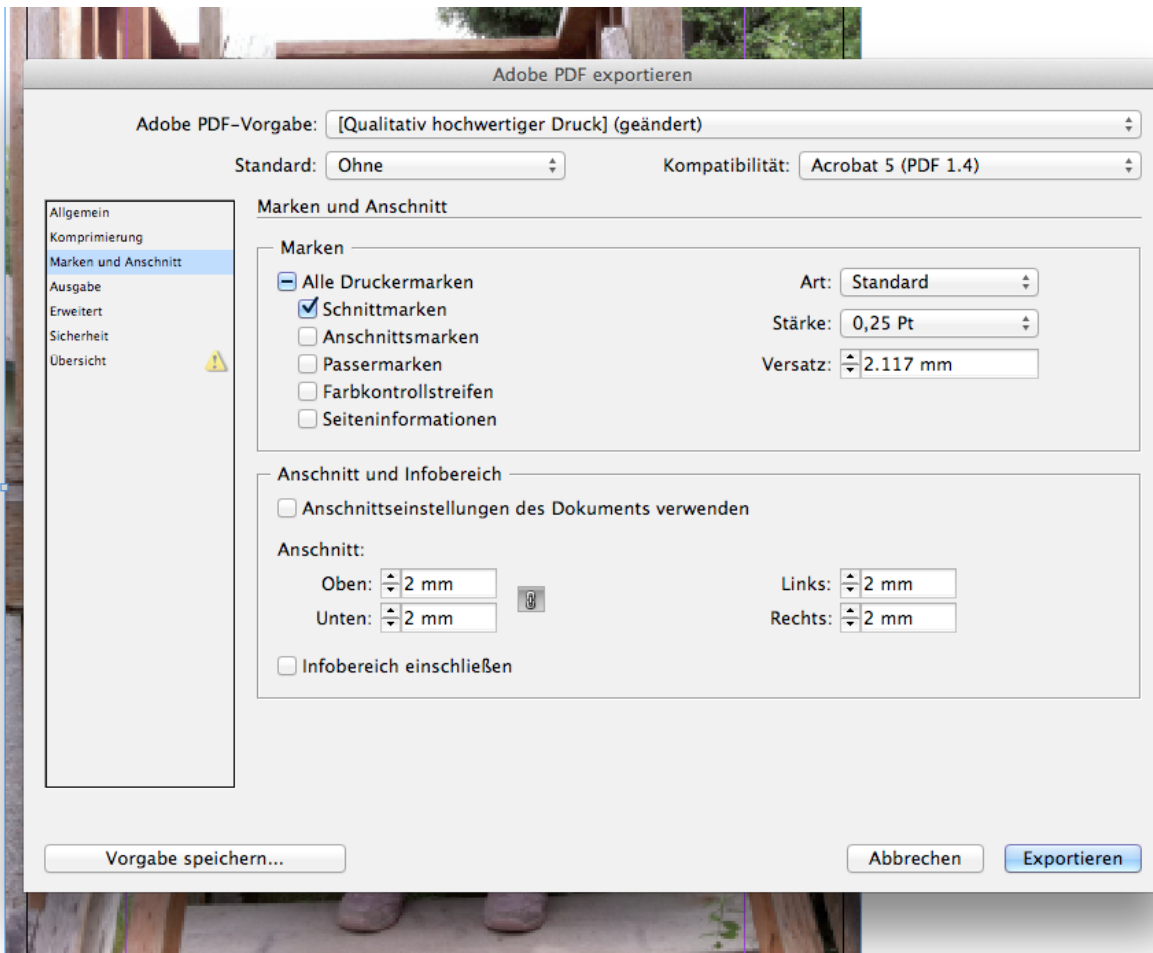 Adobe PDF exportieren
Adobe PDF-Vorgabe: [Qualitativ hochwertiger Druck] (geändert)
Standard: Ohne Kompatibilität: Acrobat 5 (PDF 1.4)
Allgemein
Komprimierung
Marken und Anschnitt
Ausgabe
Erweitert
Sicherheit
Übersicht
Marken und Anschnitt
Marken
Alle Druckermarken
Schnittmarken
Anschnittsmarken
Passermarken
Farbkontrollstreifen
Seiteninformationen
Art: Standard
Stärke: 0,25 Pt
Versatz: 2.117 mm
Anschnitt und Infobereich
Anschnittseinstellungen des Dokuments verwenden
Anschnitt:
Oben: 2 mm Links: 2 mm
Unten: 2 mm Rechts: 2 mm
Infobereich einschließen
Vorgabe speichern... Abbrechen Exportieren